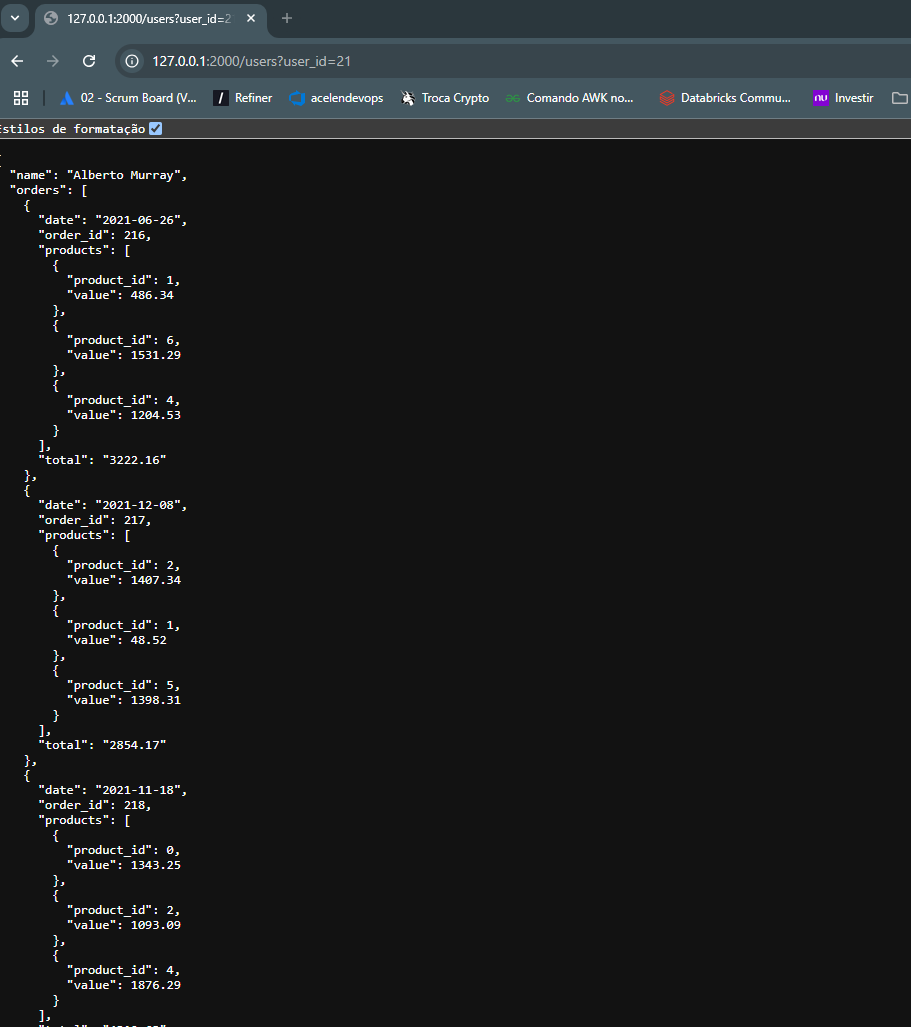 127.0.0.1:2000/users?user_id=2
127.0.0.1:2000/users?user_id=21
02 - Scrum Board (V... / Refiner acelendevops Troca Crypto Comando AWK no... Databricks Commu... nu Investir
Estilos de formatação
{
"name": "Alberto Murray",
"orders": [
{
"date": "2021-06-26",
"order_id": 216,
"products": [
{
"product_id": 1,
"value": 486.34
},
{
"product_id": 6,
"value": 1531.29
},
{
"product_id": 4,
"value": 1204.53
}
],
"total": "3222.16"
},
{
"date": "2021-12-08",
"order_id": 217,
"products": [
{
"product_id": 2,
"value": 1407.34
},
{
"product_id": 1,
"value": 48.52
},
{
"product_id": 5,
"value": 1398.31
}
],
"total": "2854.17"
},
{
"date": "2021-11-18",
"order_id": 218,
"products": [
{
"product_id": 0,
"value": 1343.25
},
{
"product_id": 2,
"value": 1093.09
},
{
"product_id": 4,
"value": 1876.29
}
],